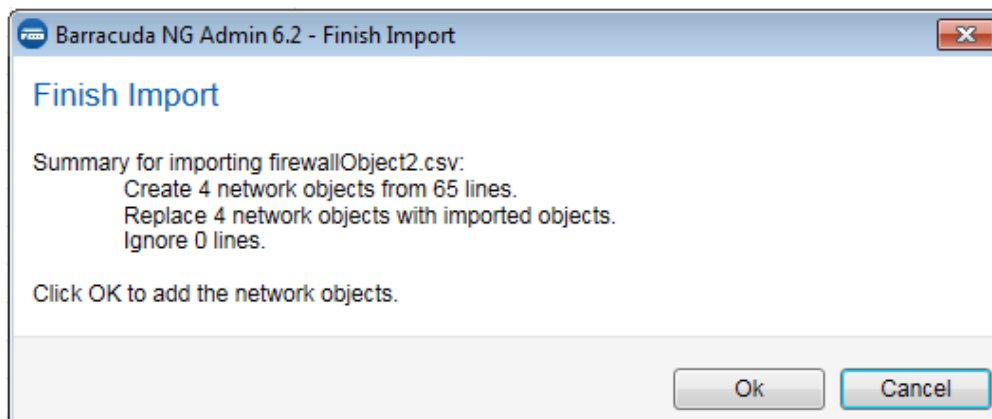 Barracuda NG Admin 6.2 - Finish Import
Finish Import
Summary for importing firewallObject2.csv:
Create 4 network objects from 65 lines.
Replace 4 network objects with imported objects.
Ignore 0 lines.
Click OK to add the network objects.
Ok
Cancel